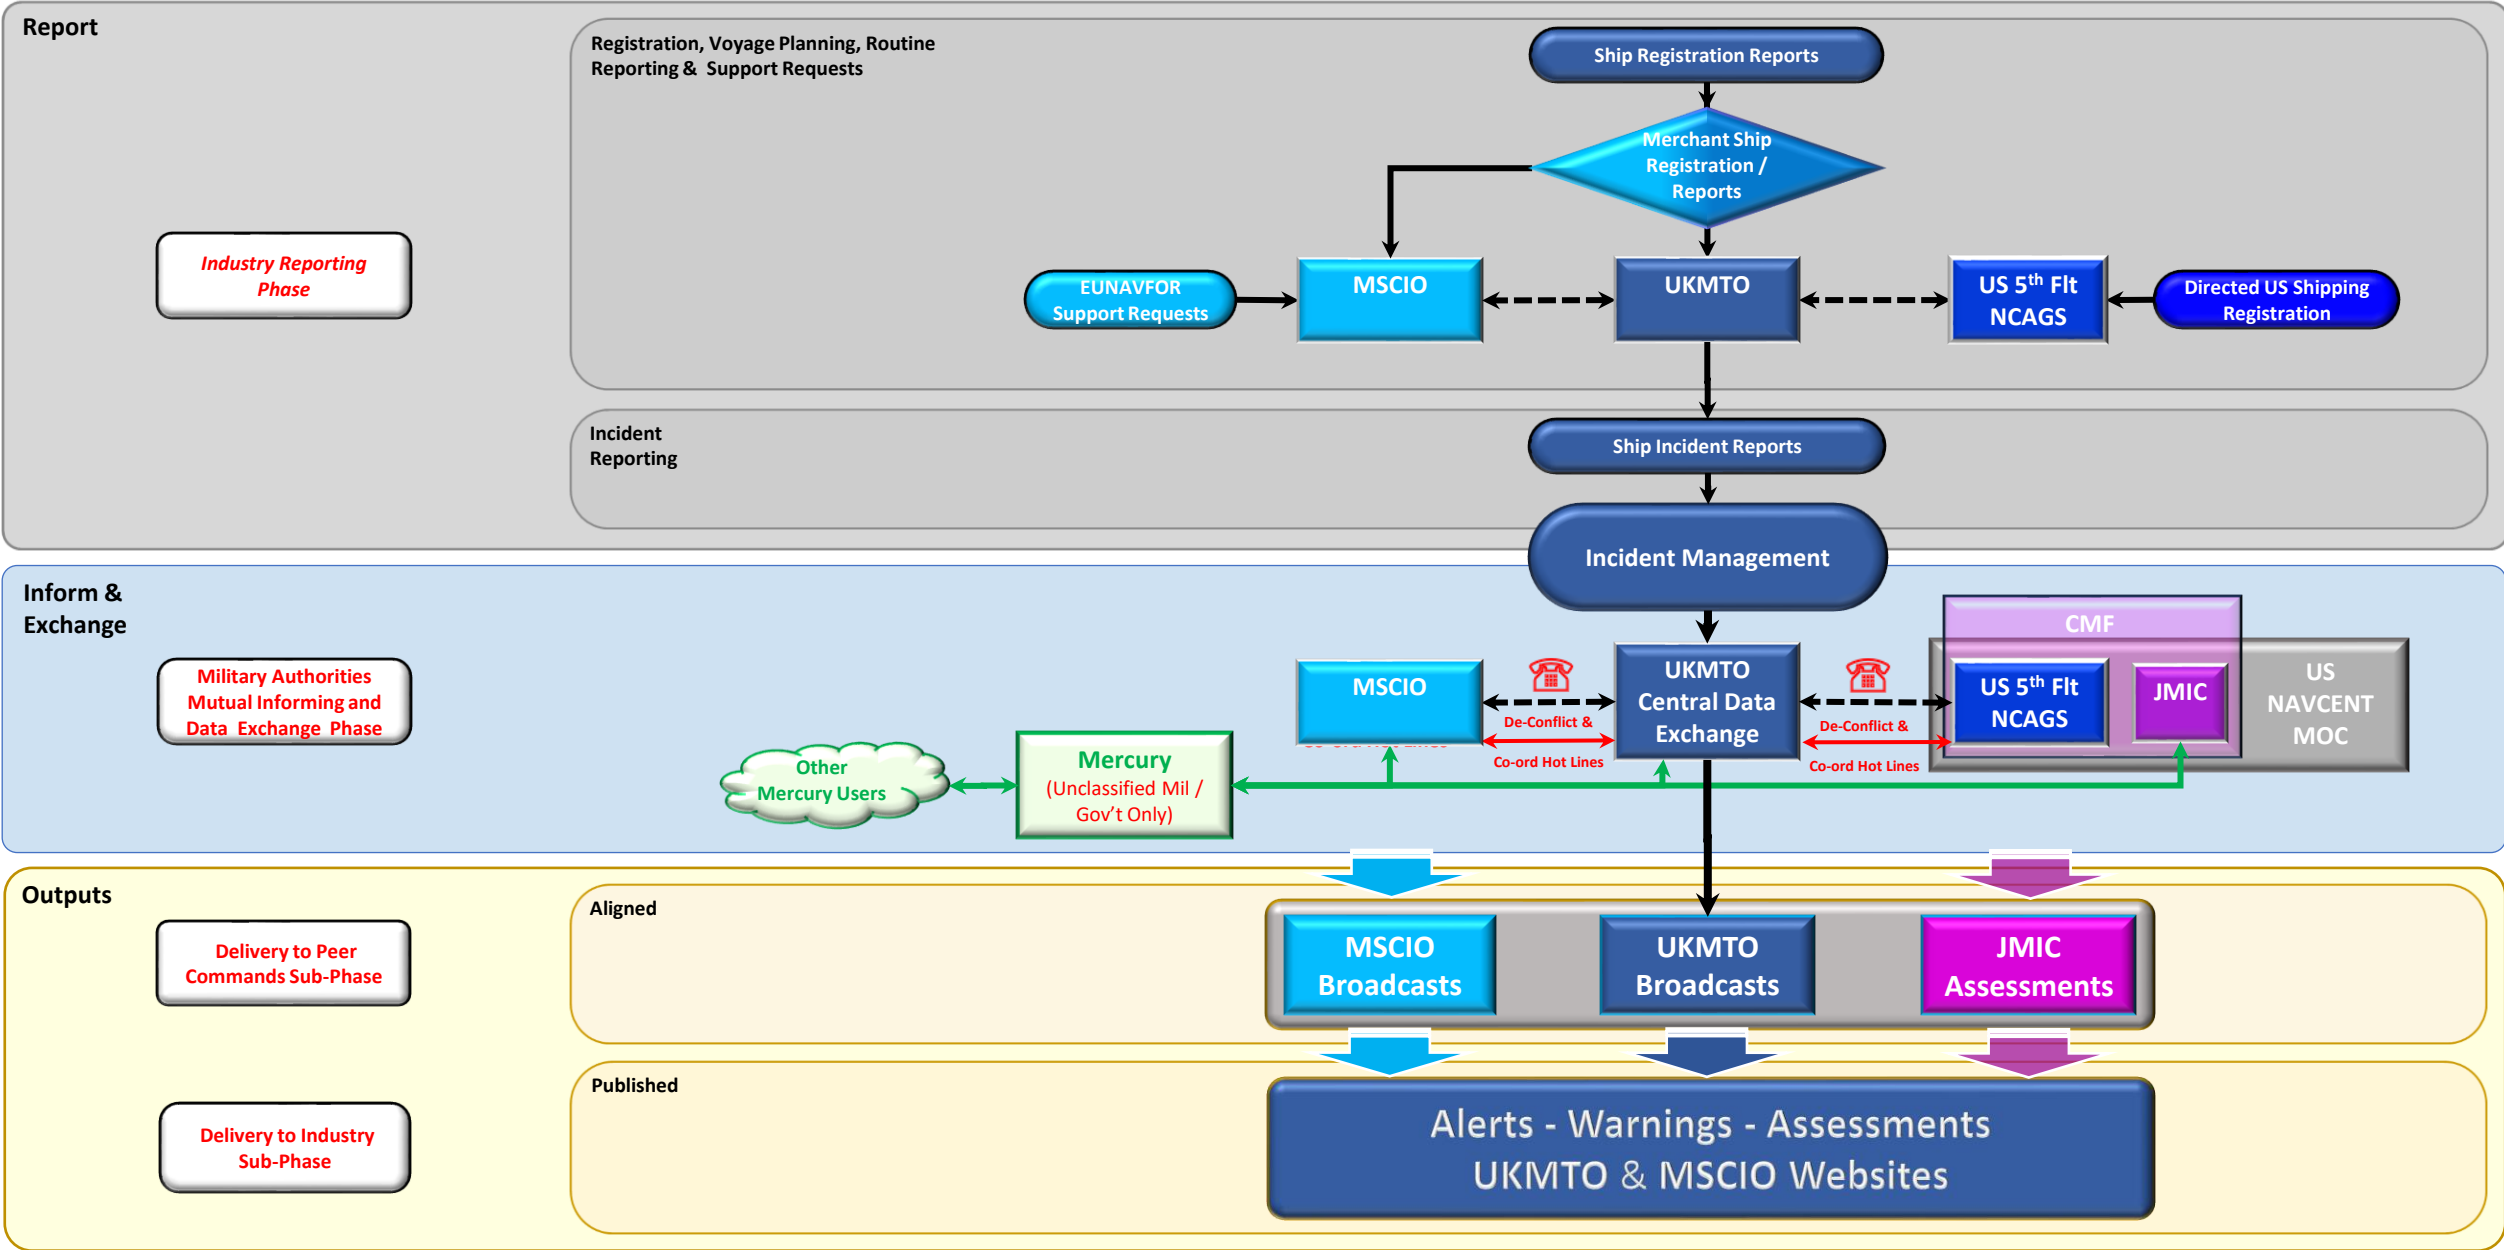 Report
Registration, Voyage Planning, Routine
Reporting & Support Requests
Ship Registration Reports
Merchant Ship
Registration /
Reports
Industry Reporting
Phase
EUNAVFOR
Support Requests
MSCIO
UKMTO
US 5th Flt
NCAGS
Directed US Shipping
Registration
Incident
Reporting
Ship Incident Reports
Incident Management
Inform &
Exchange
Military Authorities
Mutual Informing and
Data Exchange Phase
Other
Mercury Users
Mercury
(Unclassified Mil /
Gov't Only)
MSCIO
De-Conflict &
Co-ord Hot Lines
UKMTO
Central Data
Exchange
De-Conflict &
Co-ord Hot Lines
CMF
US 5th Flt
NCAGS
JMIC
US
NAVCENT
MOC
Outputs
Delivery to Peer
Commands Sub-Phase
Aligned
MSCIO
Broadcasts
UKMTO
Broadcasts
JMIC
Assessments
Delivery to Industry
Sub-Phase
Published
Alerts - Warnings - Assessments
UKMTO & MSCIO Websites